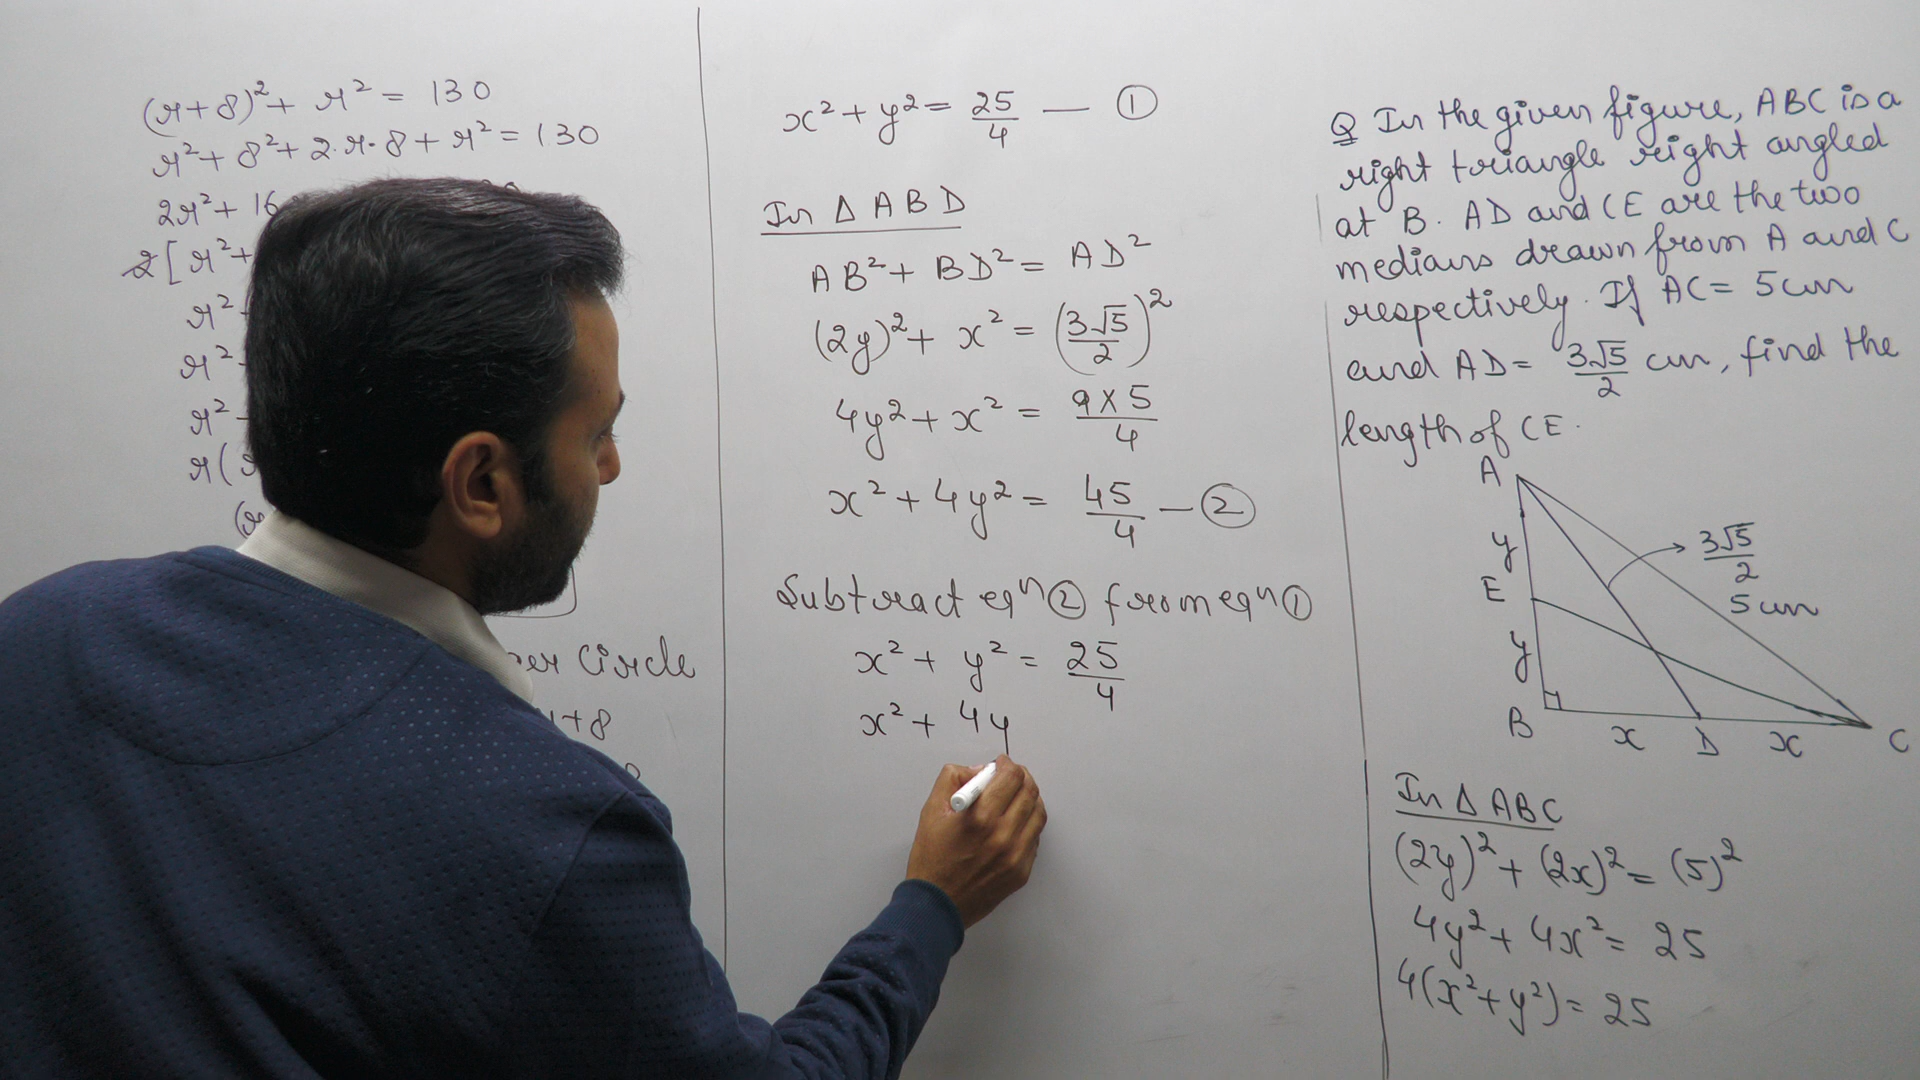 (r+8)² + r² = 130
r² + 8² + 2·r·8 + r² = 130
2r² + 16
2[r² +
r²
r²
r²
r(
Circle
+8
x² + y² = 25/4 — ①
In △ ABD
AB² + BD² = AD²
(2y)² + x² = (3√5/2)²
4y² + x² = 9×5/4
x² + 4y² = 45/4 — ②
Subtract eqⁿ ② from eqⁿ ①
x² + y² = 25/4
x² + 4y
Q In the given figure, ABC is a
right triangle right angled
at B. AD and CE are the two
medians drawn from A and C
respectively. If AC = 5cm
and AD = 3√5/2 cm, find the
length of CE.
A
y
3√5/2
E
5cm
y
B
x
D
x
C
In △ ABC
(2y)² + (2x)² = (5)²
4y² + 4x² = 25
4(x² + y²) = 25